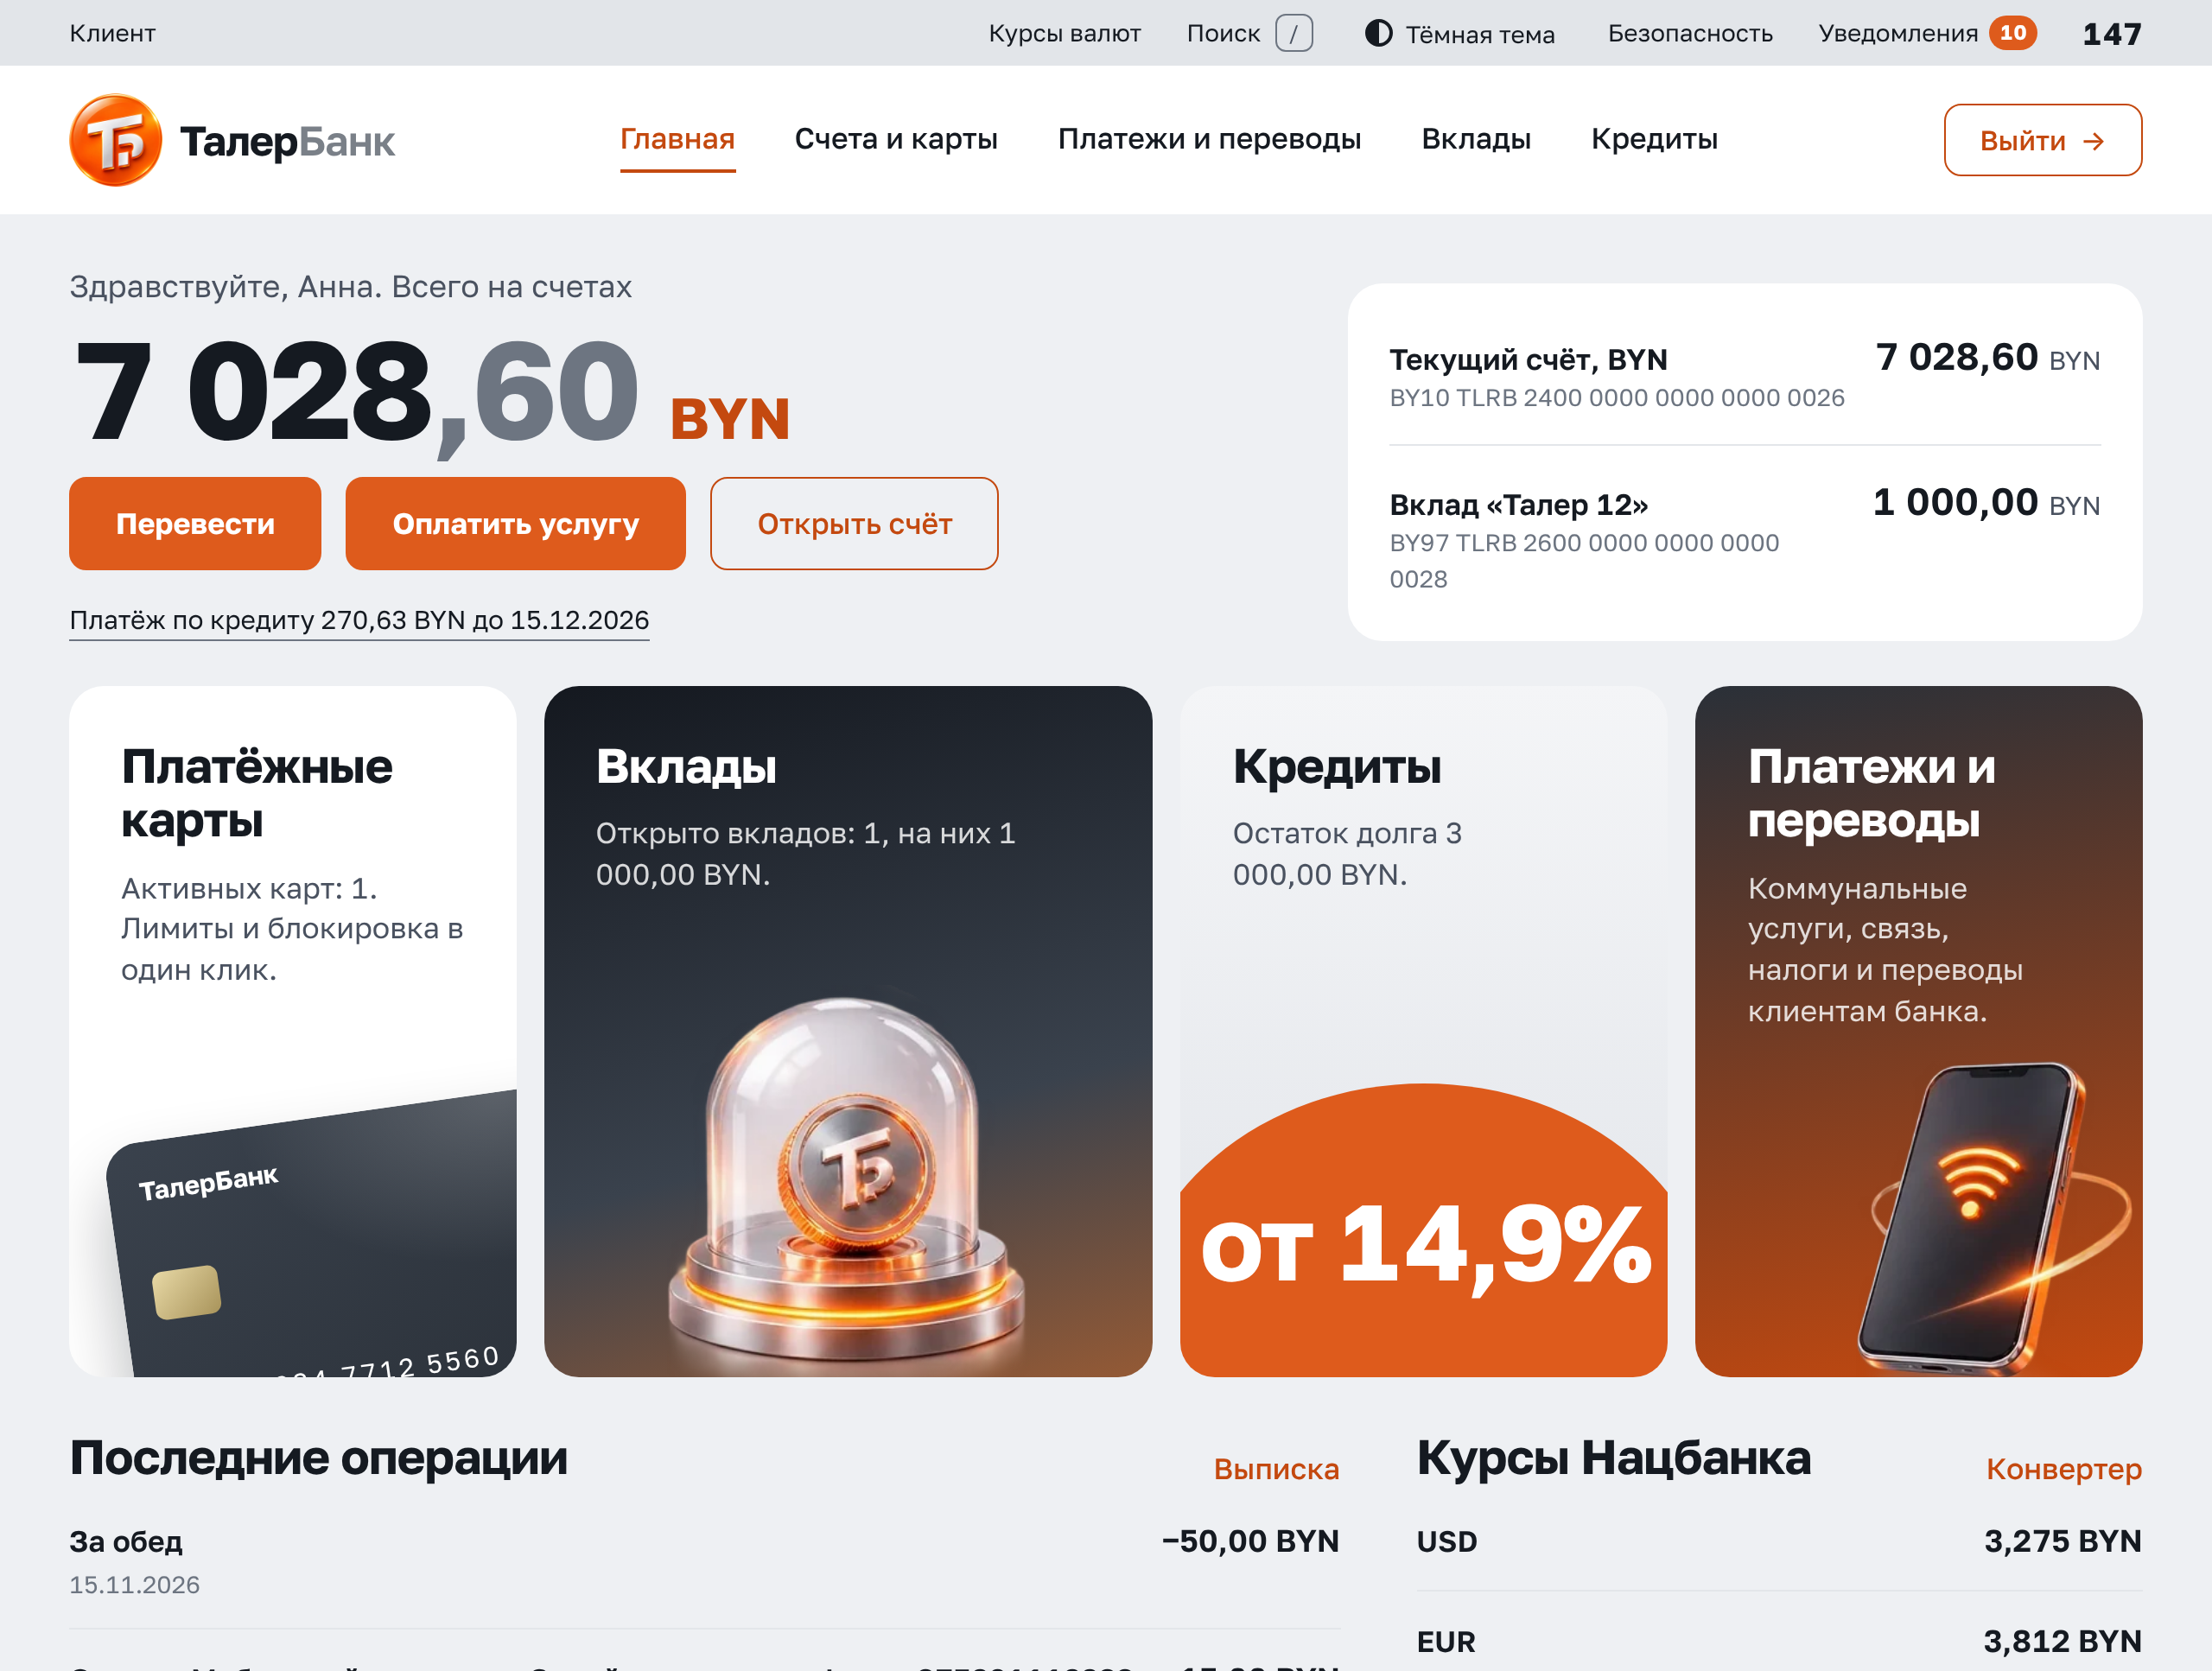 Клиент
Курсы валют
Поиск /
Тёмная тема
Безопасность
Уведомления 10
147
ТалерБанк
Главная
Счета и карты
Платежи и переводы
Вклады
Кредиты
Выйти →
Здравствуйте, Анна. Всего на счетах
7 028,60 BYN
Перевести
Оплатить услугу
Открыть счёт
Платёж по кредиту 270,63 BYN до 15.12.2026
Текущий счёт, BYN
7 028,60 BYN
BY10 TLRB 2400 0000 0000 0000 0026
Вклад «Талер 12»
1 000,00 BYN
BY97 TLRB 2600 0000 0000 0000
0028
Платёжные
карты
Активных карт: 1.
Лимиты и блокировка в
один клик.
ТалерБанк
7712 5560
Вклады
Открыто вкладов: 1, на них 1
000,00 BYN.
Кредиты
Остаток долга 3
000,00 BYN.
от 14,9%
Платежи и
переводы
Коммунальные
услуги, связь,
налоги и переводы
клиентам банка.
Последние операции
Выписка
За обед
−50,00 BYN
15.11.2026
Курсы Нацбанка
Конвертер
USD
3,275 BYN
EUR
3,812 BYN